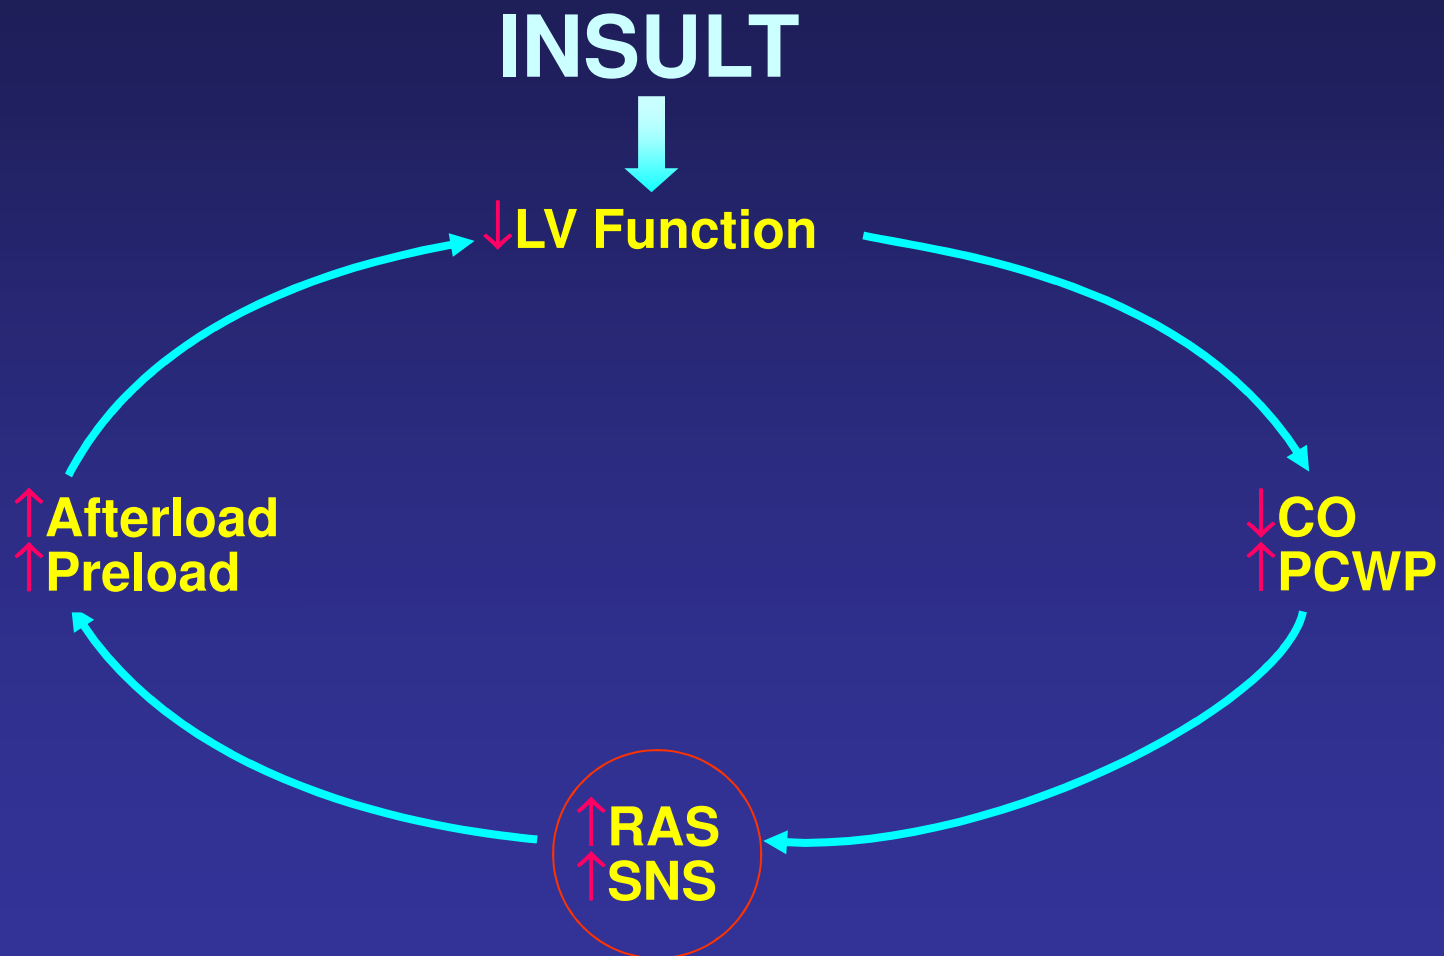 INSULT
↓LV Function
↑Afterload
↑Preload
↓CO
↑PCWP
↑RAS
↑SNS